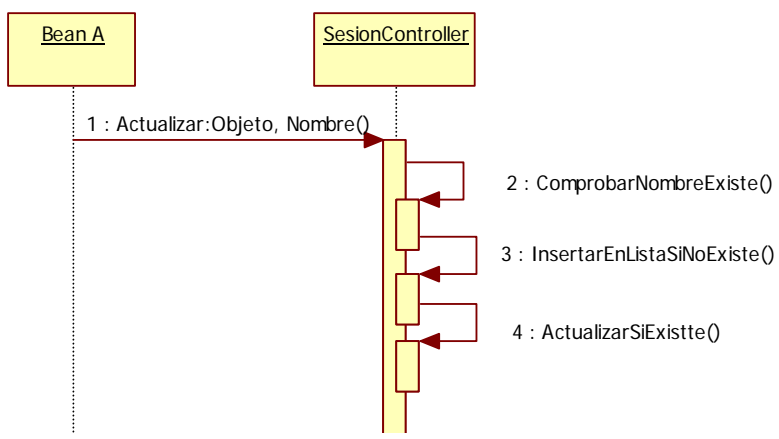 Bean A
SesionController
1 : Actualizar:Objeto, Nombre()
2 : ComprobarNombreExiste()
3 : InsertarEnListaSiNoExiste()
4 : ActualizarSiExistte()